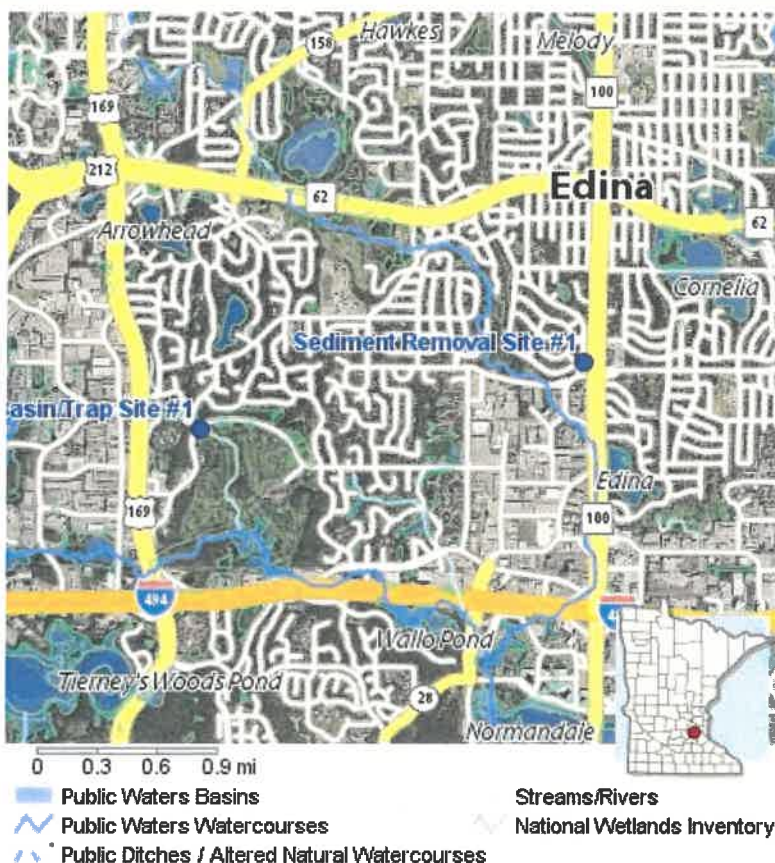 Hawkes
158
Melody
169
100
212
62
Edina
62
Arrowhead
Cornelia
Sediment Removal Site #1
asin/Trap Site #1
Edina
169
100
494
Wallo Pond
Tierney's Woods Pond
28
Normandale
0 0.3 0.6 0.9 mi
Public Waters Basins
Streams/Rivers
Public Waters Watercourses
National Wetlands Inventory
Public Ditches / Altered Natural Watercourses